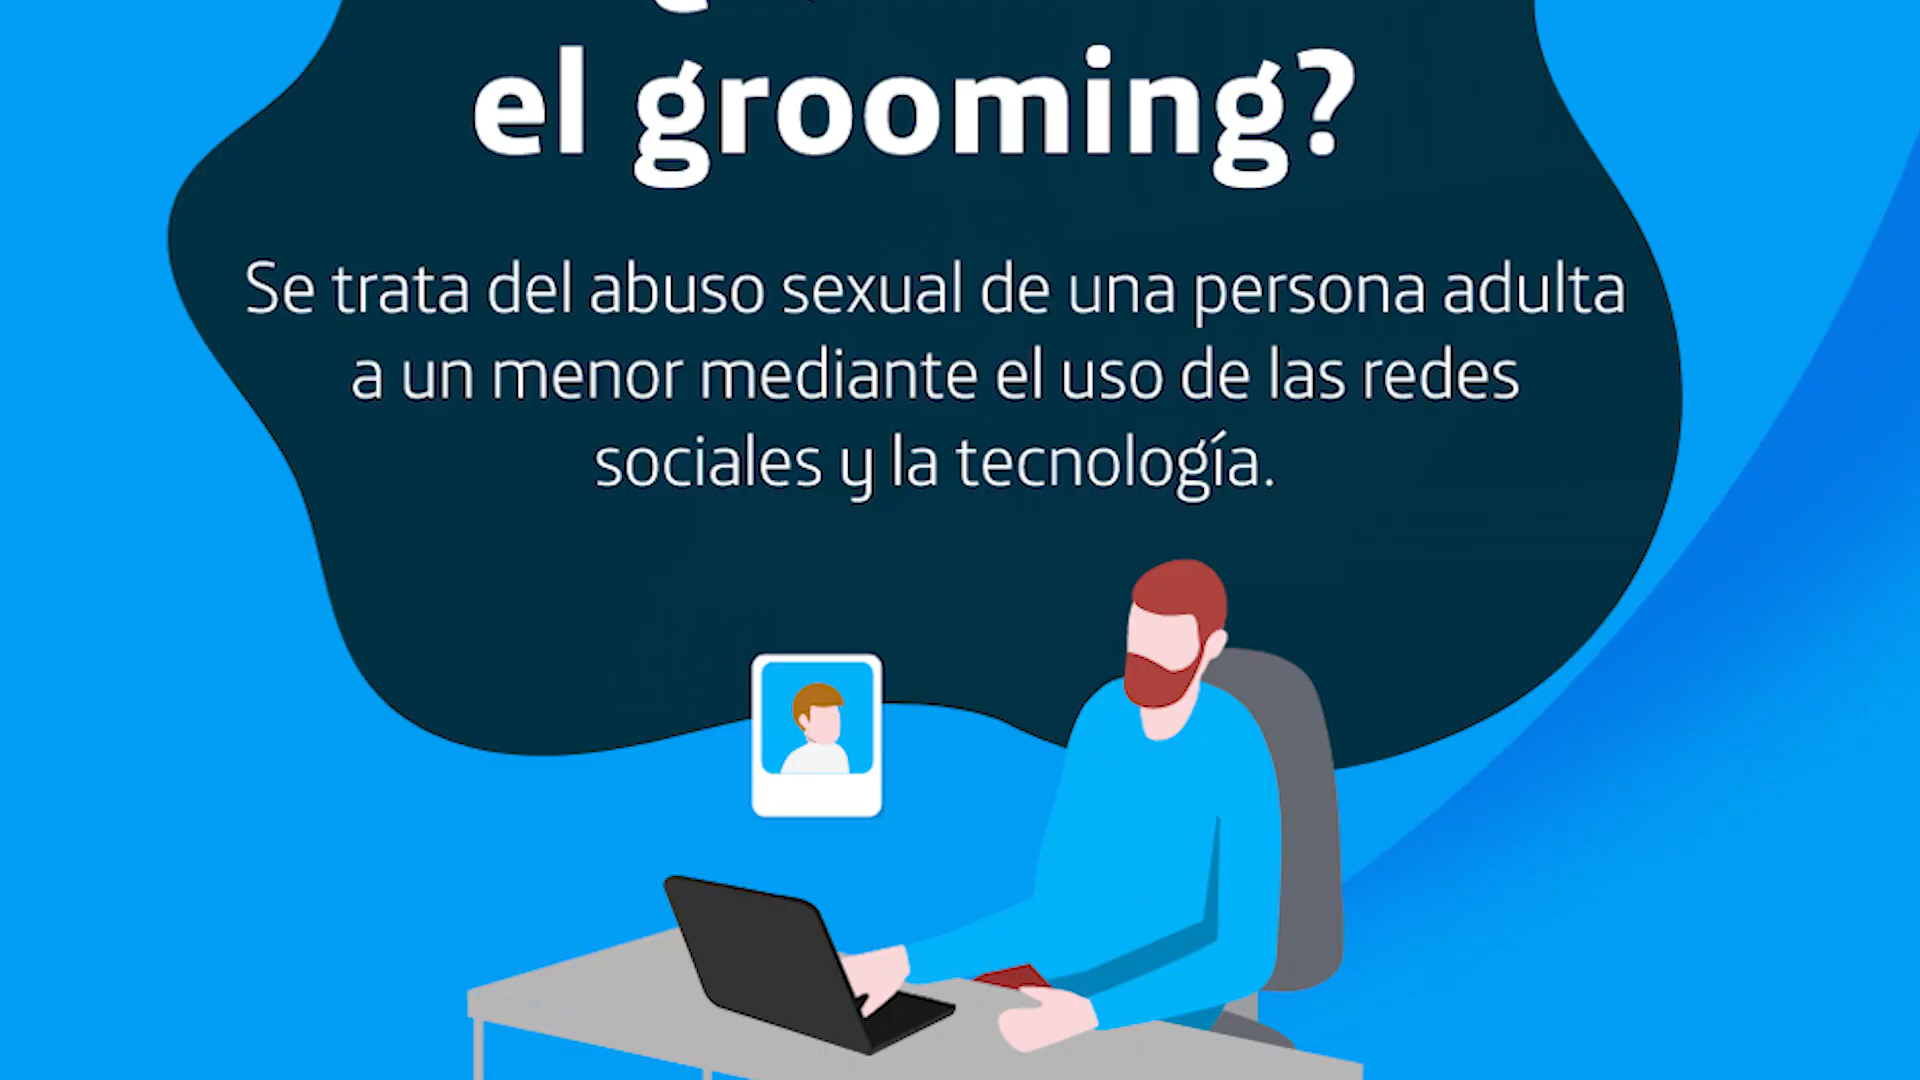 el grooming?
Se trata del abuso sexual de una persona adulta
a un menor mediante el uso de las redes
sociales y la tecnología.